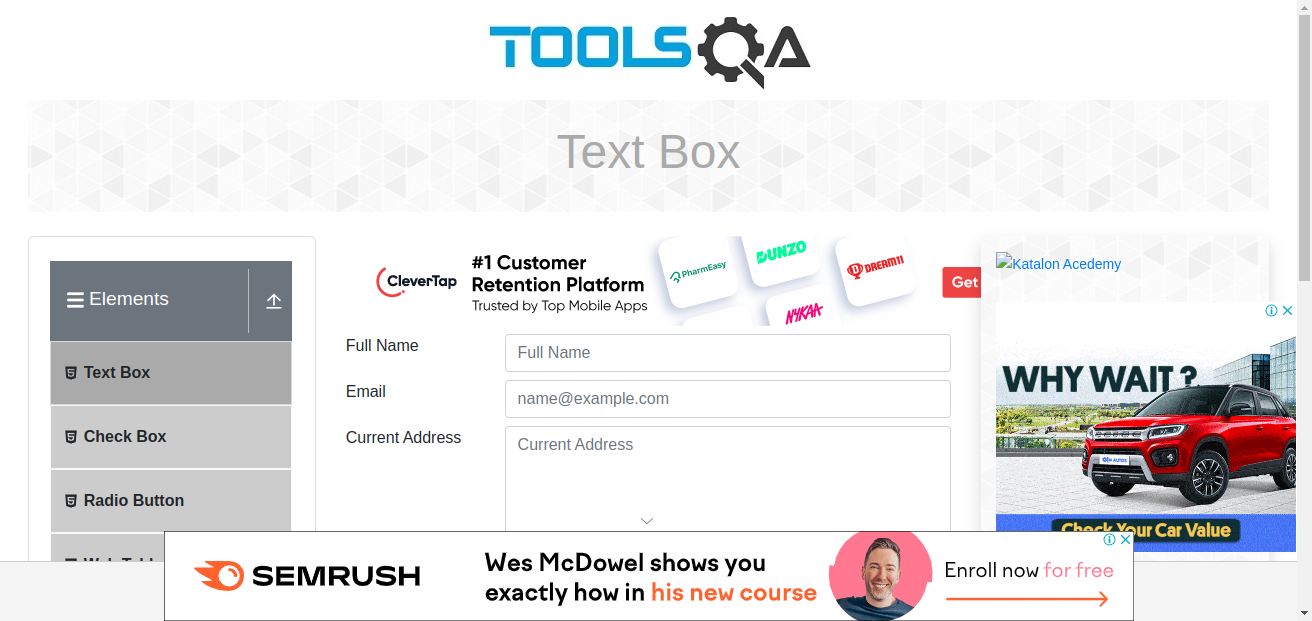 TOOLSQA
Text Box
Elements
Text Box
Check Box
Radio Button
CleverTap
#1 Customer
Retention Platform
Trusted by Top Mobile Apps
PharmEasy
DUNZO
DREAM11
NYKAA
Get
Full Name
Full Name
Email
name@example.com
Current Address
Current Address
Katalon Acedemy
WHY WAIT ?
Check Your Car Value
SEMRUSH
Wes McDowel shows you
exactly how in his new course
Enroll now for free